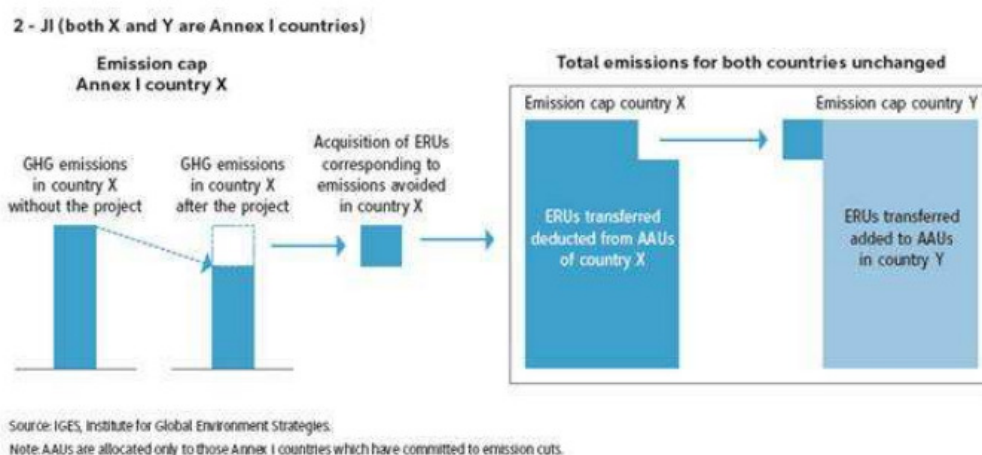 2 - JI (both X and Y are Annex I countries)
Emission cap
Annex I country X
GHG emissions
in country X
without the project
GHG emissions
in country X
after the project
Acquisition of ERUs
corresponding to
emissions avoided
in country X
Total emissions for both countries unchanged
Emission cap country X
Emission cap country Y
ERUs transferred
deducted from AAUs
of country X
ERUs transferred
added to AAUs
in country Y
Source: IGES, Institute for Global Environment Strategies.
Note: AAUs are allocated only to those Annex I countries which have committed to emission cuts.